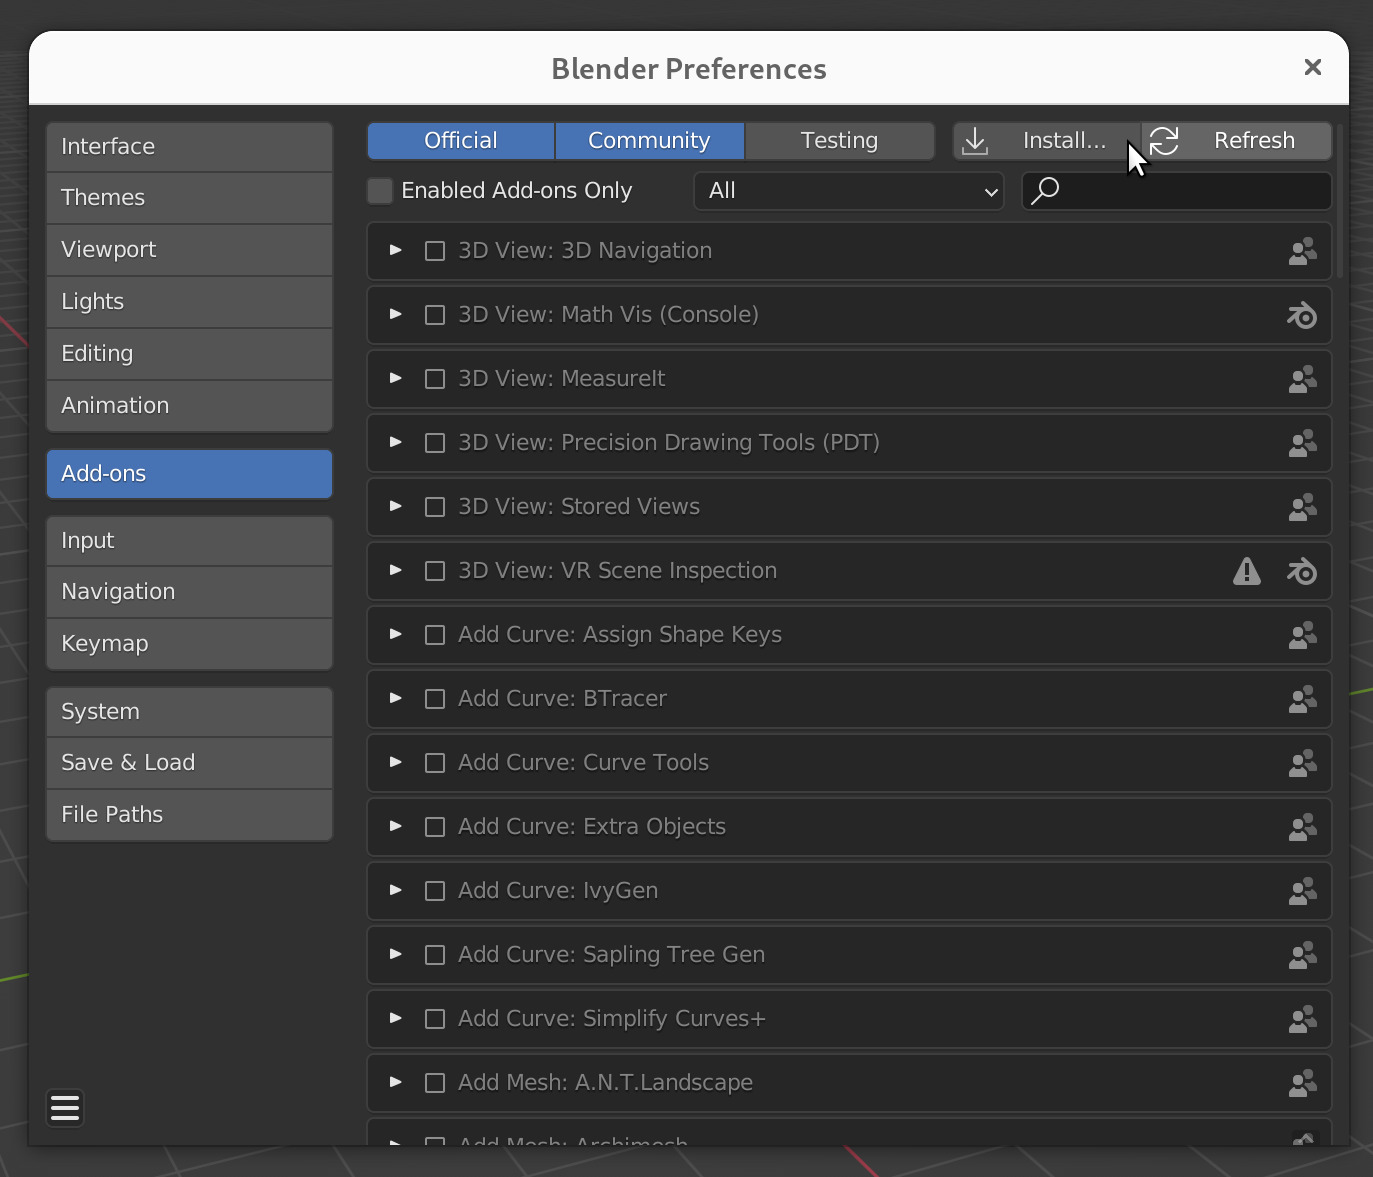 Blender Preferences
Interface
Themes
Viewport
Lights
Editing
Animation
Add-ons
Input
Navigation
Keymap
System
Save & Load
File Paths
Official Community Testing Install... Refresh
Enabled Add-ons Only All
3D View: 3D Navigation
3D View: Math Vis (Console)
3D View: MeasureIt
3D View: Precision Drawing Tools (PDT)
3D View: Stored Views
3D View: VR Scene Inspection
Add Curve: Assign Shape Keys
Add Curve: BTracer
Add Curve: Curve Tools
Add Curve: Extra Objects
Add Curve: IvyGen
Add Curve: Sapling Tree Gen
Add Curve: Simplify Curves+
Add Mesh: A.N.T.Landscape
Add Mesh: Archimesh